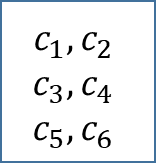 c₁, c₂
c₃, c₄
c₅, c₆